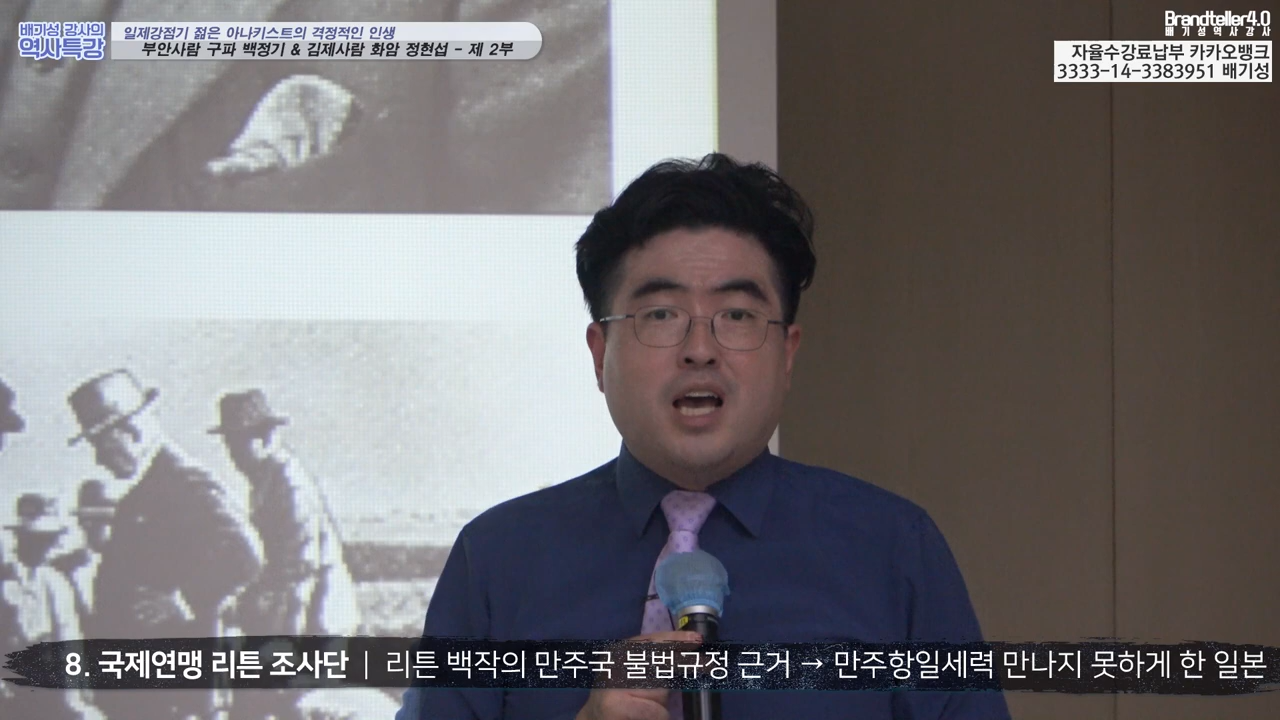 배기성 강사의
역사특강
일제강점기 젊은 아나키스트의 격정적인 인생
부안사람 구파 백정기 & 김제사람 화암 정현섭 - 제 2부
Brandteller4.0
배기성역사강사
자율수강료납부 카카오뱅크
3333-14-3383951 배기성
8. 국제연맹 리튼 조사단 | 리튼 백작의 만주국 불법규정 근거 → 만주항일세력 만나지 못하게 한 일본